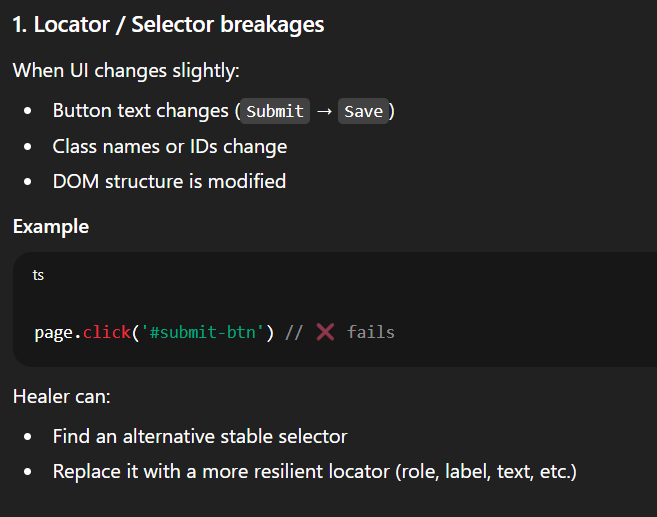 1. Locator / Selector breakages
When UI changes slightly:
• Button text changes (Submit → Save)
• Class names or IDs change
• DOM structure is modified
Example
ts
page.click('#submit-btn') // ❌ fails
Healer can:
• Find an alternative stable selector
• Replace it with a more resilient locator (role, label, text, etc.)